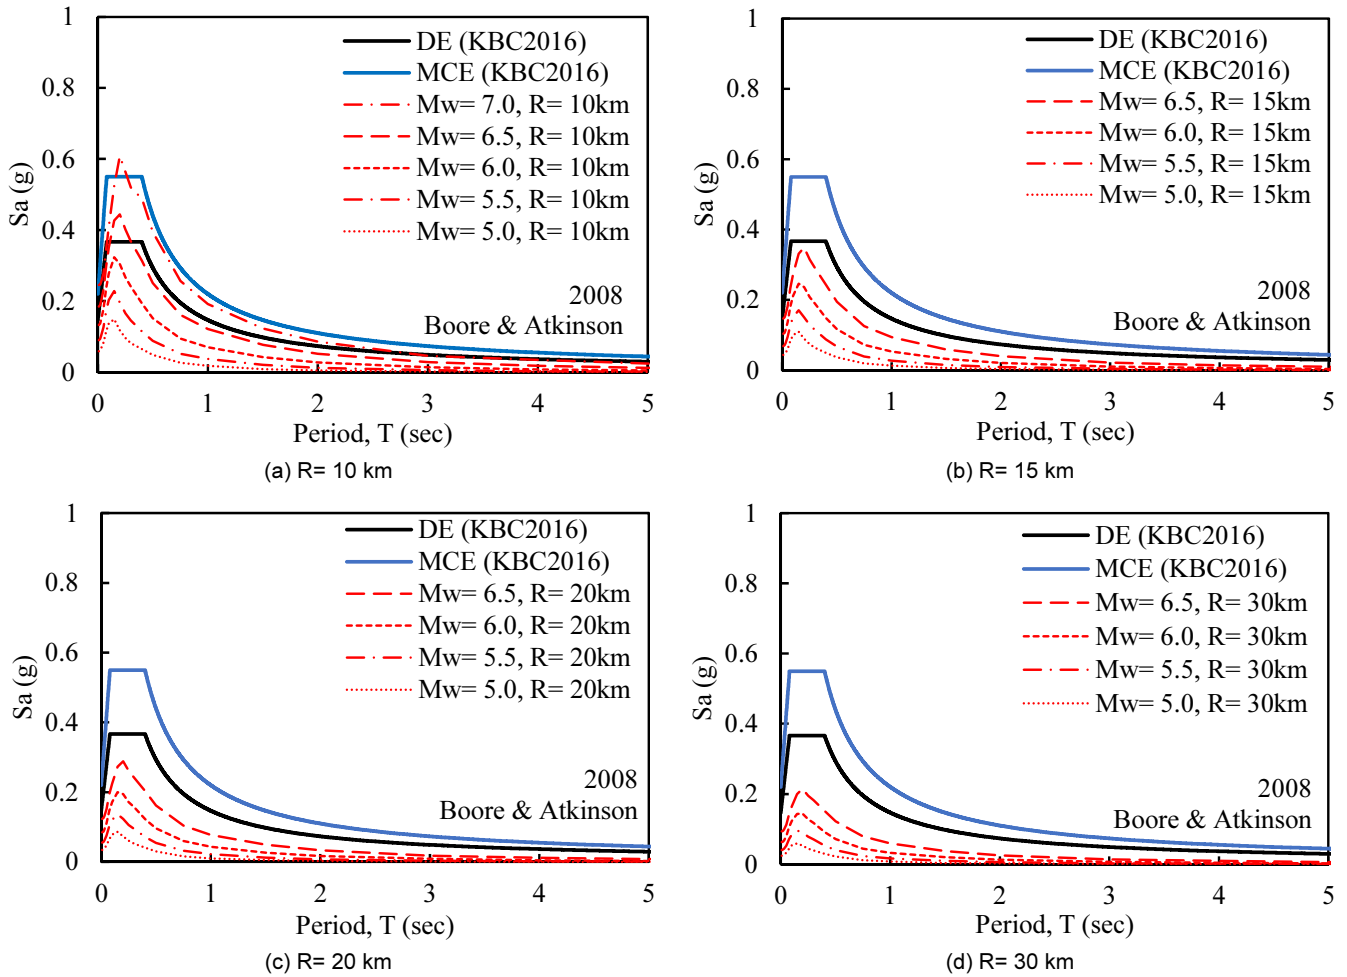 1
0.8
0.6
0.4
0.2
0
Sa (g)
DE (KBC2016)
MCE (KBC2016)
Mw= 7.0, R= 10km
Mw= 6.5, R= 10km
Mw= 6.0, R= 10km
Mw= 5.5, R= 10km
Mw= 5.0, R= 10km
2008
Boore & Atkinson
0 1 2 3 4 5
Period, T (sec)
(a) R= 10 km
1
0.8
0.6
0.4
0.2
0
Sa (g)
DE (KBC2016)
MCE (KBC2016)
Mw= 6.5, R= 15km
Mw= 6.0, R= 15km
Mw= 5.5, R= 15km
Mw= 5.0, R= 15km
2008
Boore & Atkinson
0 1 2 3 4 5
Period, T (sec)
(b) R= 15 km
1
0.8
0.6
0.4
0.2
0
Sa (g)
DE (KBC2016)
MCE (KBC2016)
Mw= 6.5, R= 20km
Mw= 6.0, R= 20km
Mw= 5.5, R= 20km
Mw= 5.0, R= 20km
2008
Boore & Atkinson
0 1 2 3 4 5
Period, T (sec)
(c) R= 20 km
1
0.8
0.6
0.4
0.2
0
Sa (g)
DE (KBC2016)
MCE (KBC2016)
Mw= 6.5, R= 30km
Mw= 6.0, R= 30km
Mw= 5.5, R= 30km
Mw= 5.0, R= 30km
2008
Boore & Atkinson
0 1 2 3 4 5
Period, T (sec)
(d) R= 30 km